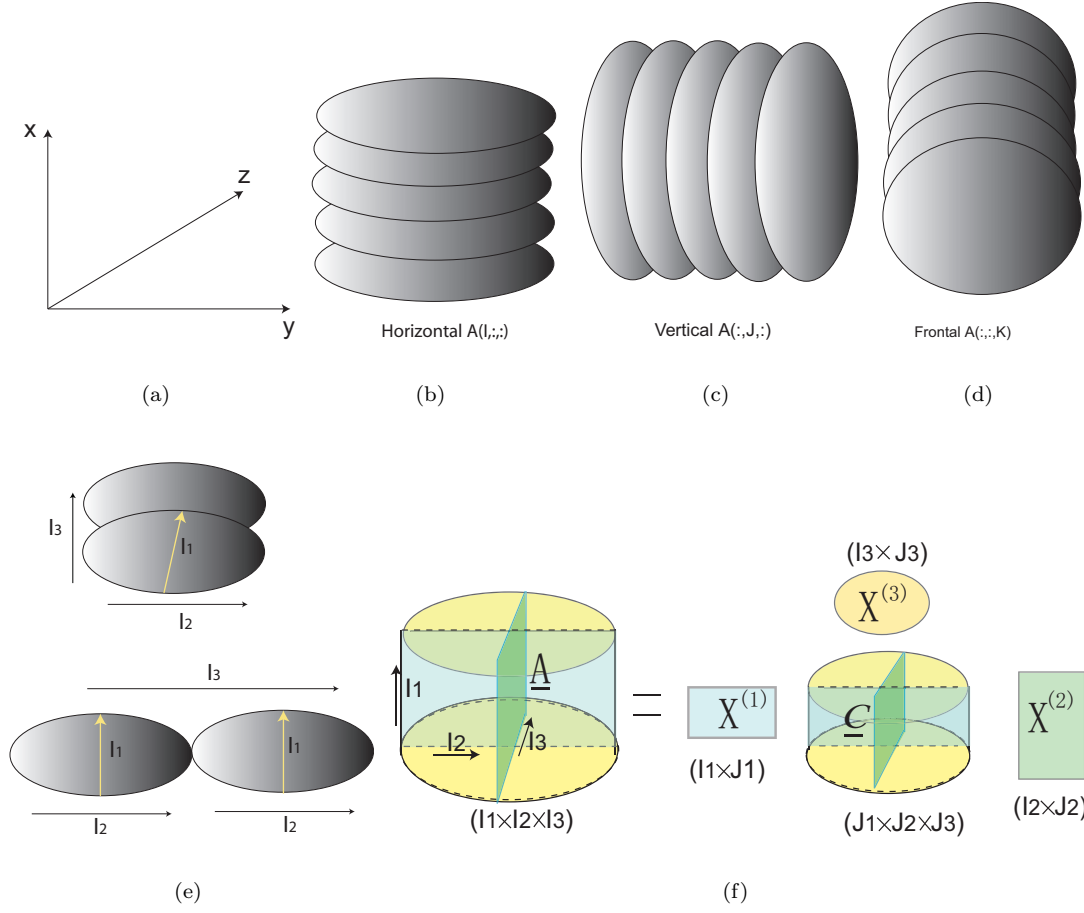 x
z
y
Horizontal A(I,:,:)
Vertical A(:,J,:)
Frontal A(:,:,K)
(a)
(b)
(c)
(d)
I3
I1
I2
I3
I1
I1
I2
I2
(e)
(I3×J3)
X(3)
I1
A
I2
I3
(I1×I2×I3)
=
X(1)
(I1×J1)
C
(J1×J2×J3)
X(2)
(I2×J2)
(f)